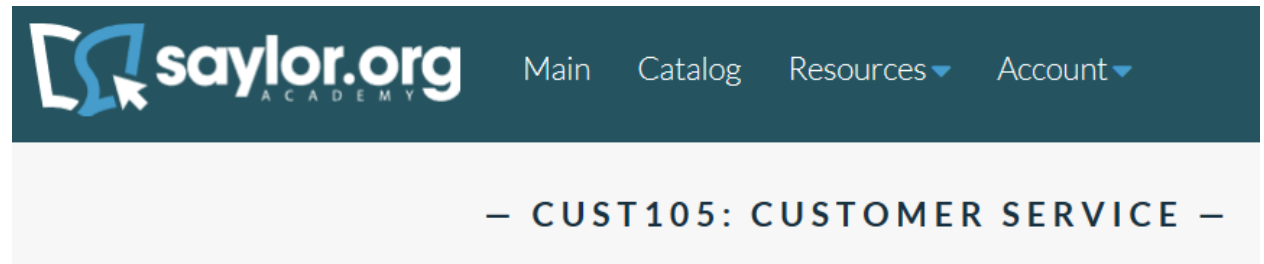 saylor.org Main Catalog Resources Account
ACADEMY
– CUST105: CUSTOMER SERVICE –